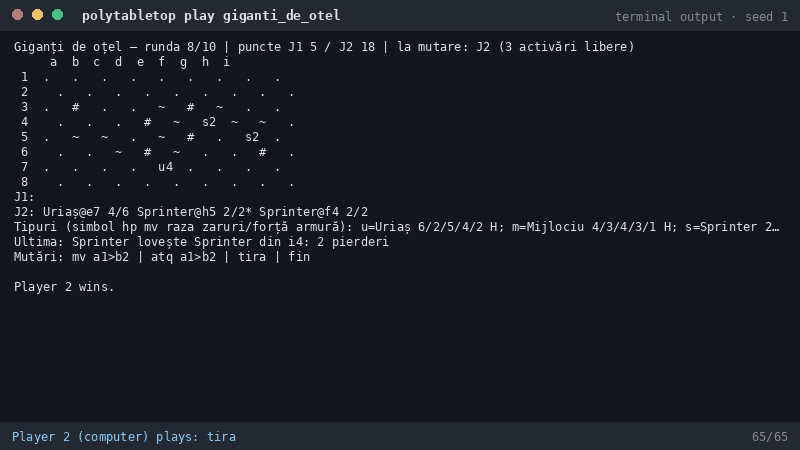 polytabletop play giganti_de_otel
terminal output · seed 1
Giganți de oțel — runda 8/10 | puncte J1 5 / J2 18 | la mutare: J2 (3 activări libere)
a b c d e f g h i
1 . . . . . . . . .
2 . . . . . . . . .
3 . # . . ~ # ~ . .
4 . . . # ~ s2 ~ ~ .
5 . ~ ~ . ~ # . s2 .
6 . . ~ # ~ . . # .
7 . . . . u4 . . . .
8 . . . . . . . . .
J1:
J2: Uriaș@e7 4/6 Sprinter@h5 2/2* Sprinter@f4 2/2
Tipuri (simbol hp mv raza zaruri/forță armură): u=Uriaș 6/2/5/4/2 H; m=Mijlociu 4/3/4/3/1 H; s=Sprinter 2…
Ultima: Sprinter lovește Sprinter din i4: 2 pierderi
Mutări: mv a1>b2 | atq a1>b2 | tira | fin
Player 2 wins.
Player 2 (computer) plays: tira
65/65